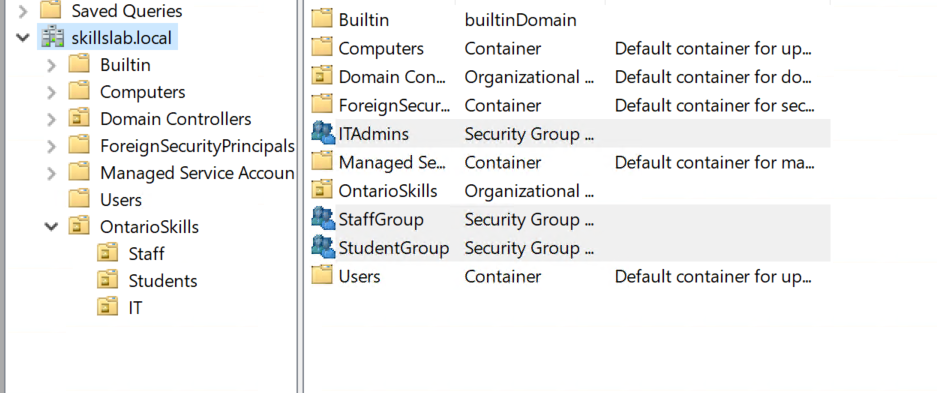 Saved Queries
skillslab.local
Builtin
Computers
Domain Controllers
ForeignSecurityPrincipals
Managed Service Accoun
Users
OntarioSkills
Staff
Students
IT
Builtin builtinDomain
Computers Container Default container for up...
Domain Con... Organizational ... Default container for do...
ForeignSecur... Container Default container for sec...
ITAdmins Security Group ...
Managed Se... Container Default container for ma...
OntarioSkills Organizational ...
StaffGroup Security Group ...
StudentGroup Security Group ...
Users Container Default container for up...